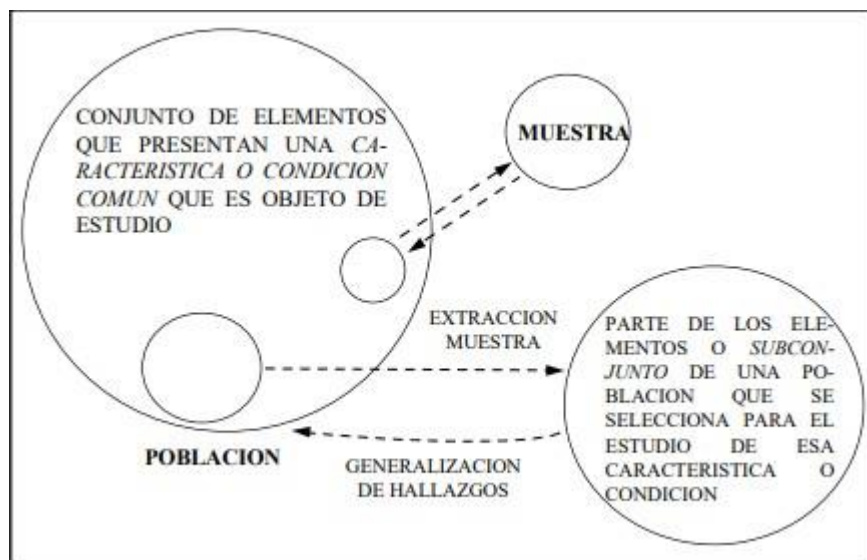 CONJUNTO DE ELEMENTOS
QUE PRESENTAN UNA CA-
RACTERISTICA O CONDICION
COMUN QUE ES OBJETO DE
ESTUDIO
MUESTRA
EXTRACCION
MUESTRA
PARTE DE LOS ELE-
MENTOS O SUBCON-
JUNTO DE UNA PO-
BLACION QUE SE
SELECCIONA PARA EL
ESTUDIO DE ESA
CARACTERISTICA O
CONDICION
POBLACION
GENERALIZACION
DE HALLAZGOS